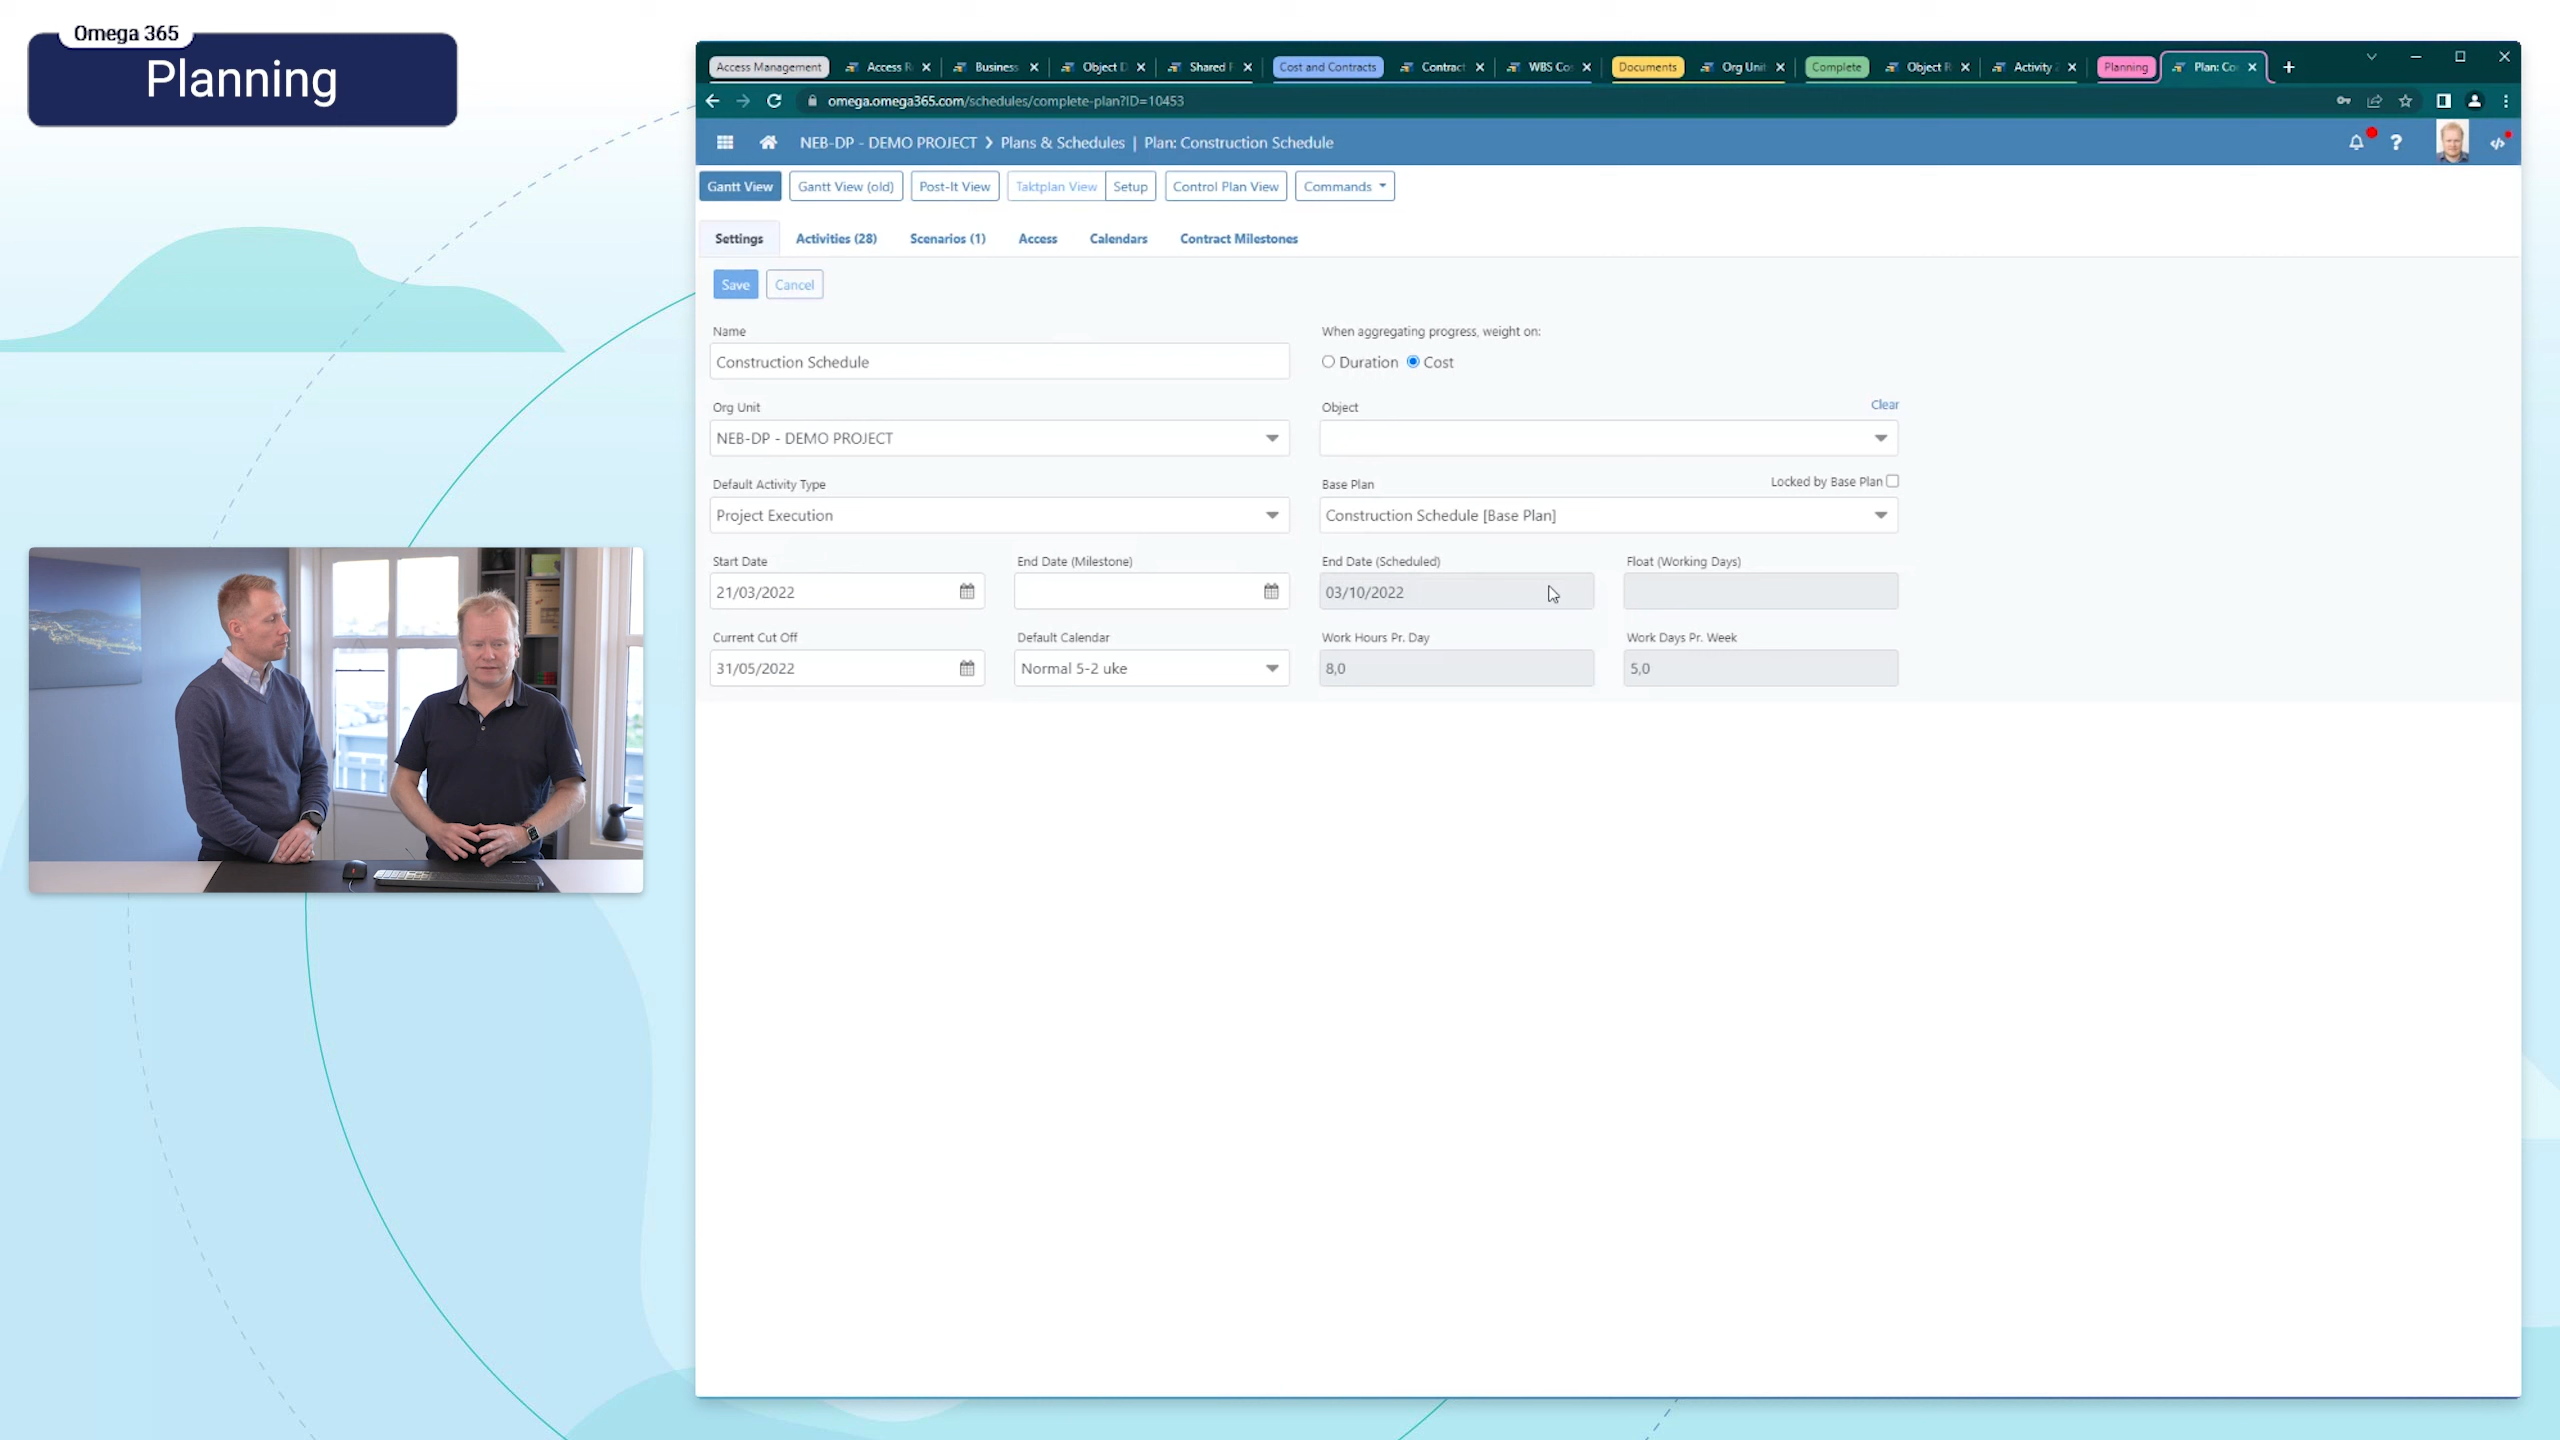 Omega 365
Planning
Access Management
Access R
Business
Object D
Shared F
Cost and Contracts
Contract
WBS Co
Documents
Org Unit
Complete
Object R
Activity
Planning
Plan: Co
omega.omega365.com/schedules/complete-plan?ID=10453
NEB-DP - DEMO PROJECT > Plans & Schedules | Plan: Construction Schedule
Gantt View
Gantt View (old)
Post-It View
Taktplan View
Setup
Control Plan View
Commands
Settings
Activities (28)
Scenarios (1)
Access
Calendars
Contract Milestones
Save
Cancel
Name
When aggregating progress, weight on:
Construction Schedule
Duration
Cost
Org Unit
Object
Clear
NEB-DP - DEMO PROJECT
Default Activity Type
Base Plan
Locked by Base Plan
Project Execution
Construction Schedule [Base Plan]
Start Date
End Date (Milestone)
End Date (Scheduled)
Float (Working Days)
21/03/2022
03/10/2022
Current Cut Off
Default Calendar
Work Hours Pr. Day
Work Days Pr. Week
31/05/2022
Normal 5-2 uke
8,0
5,0